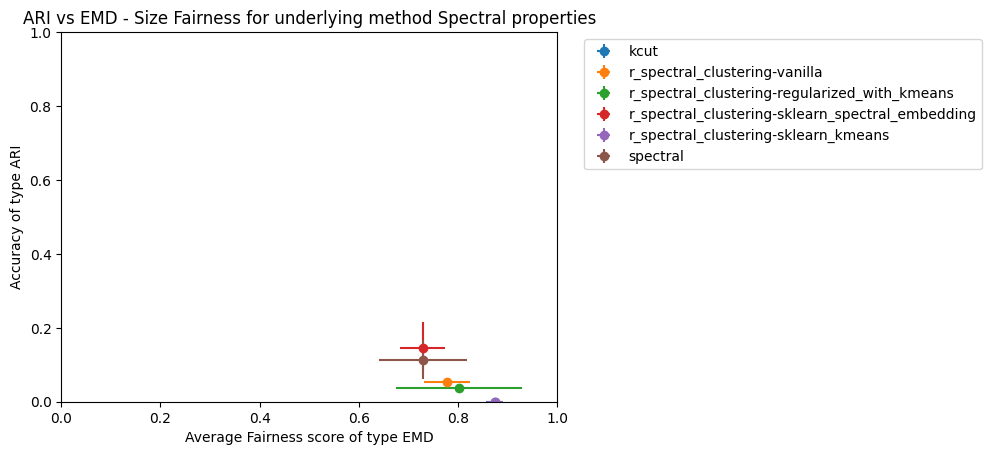 ARI vs EMD - Size Fairness for underlying method Spectral properties
1.0
0.8
0.6
0.4
0.2
0.0
Accuracy of type ARI
0.0 0.2 0.4 0.6 0.8 1.0
Average Fairness score of type EMD
kcut
r_spectral_clustering-vanilla
r_spectral_clustering-regularized_with_kmeans
r_spectral_clustering-sklearn_spectral_embedding
r_spectral_clustering-sklearn_kmeans
spectral